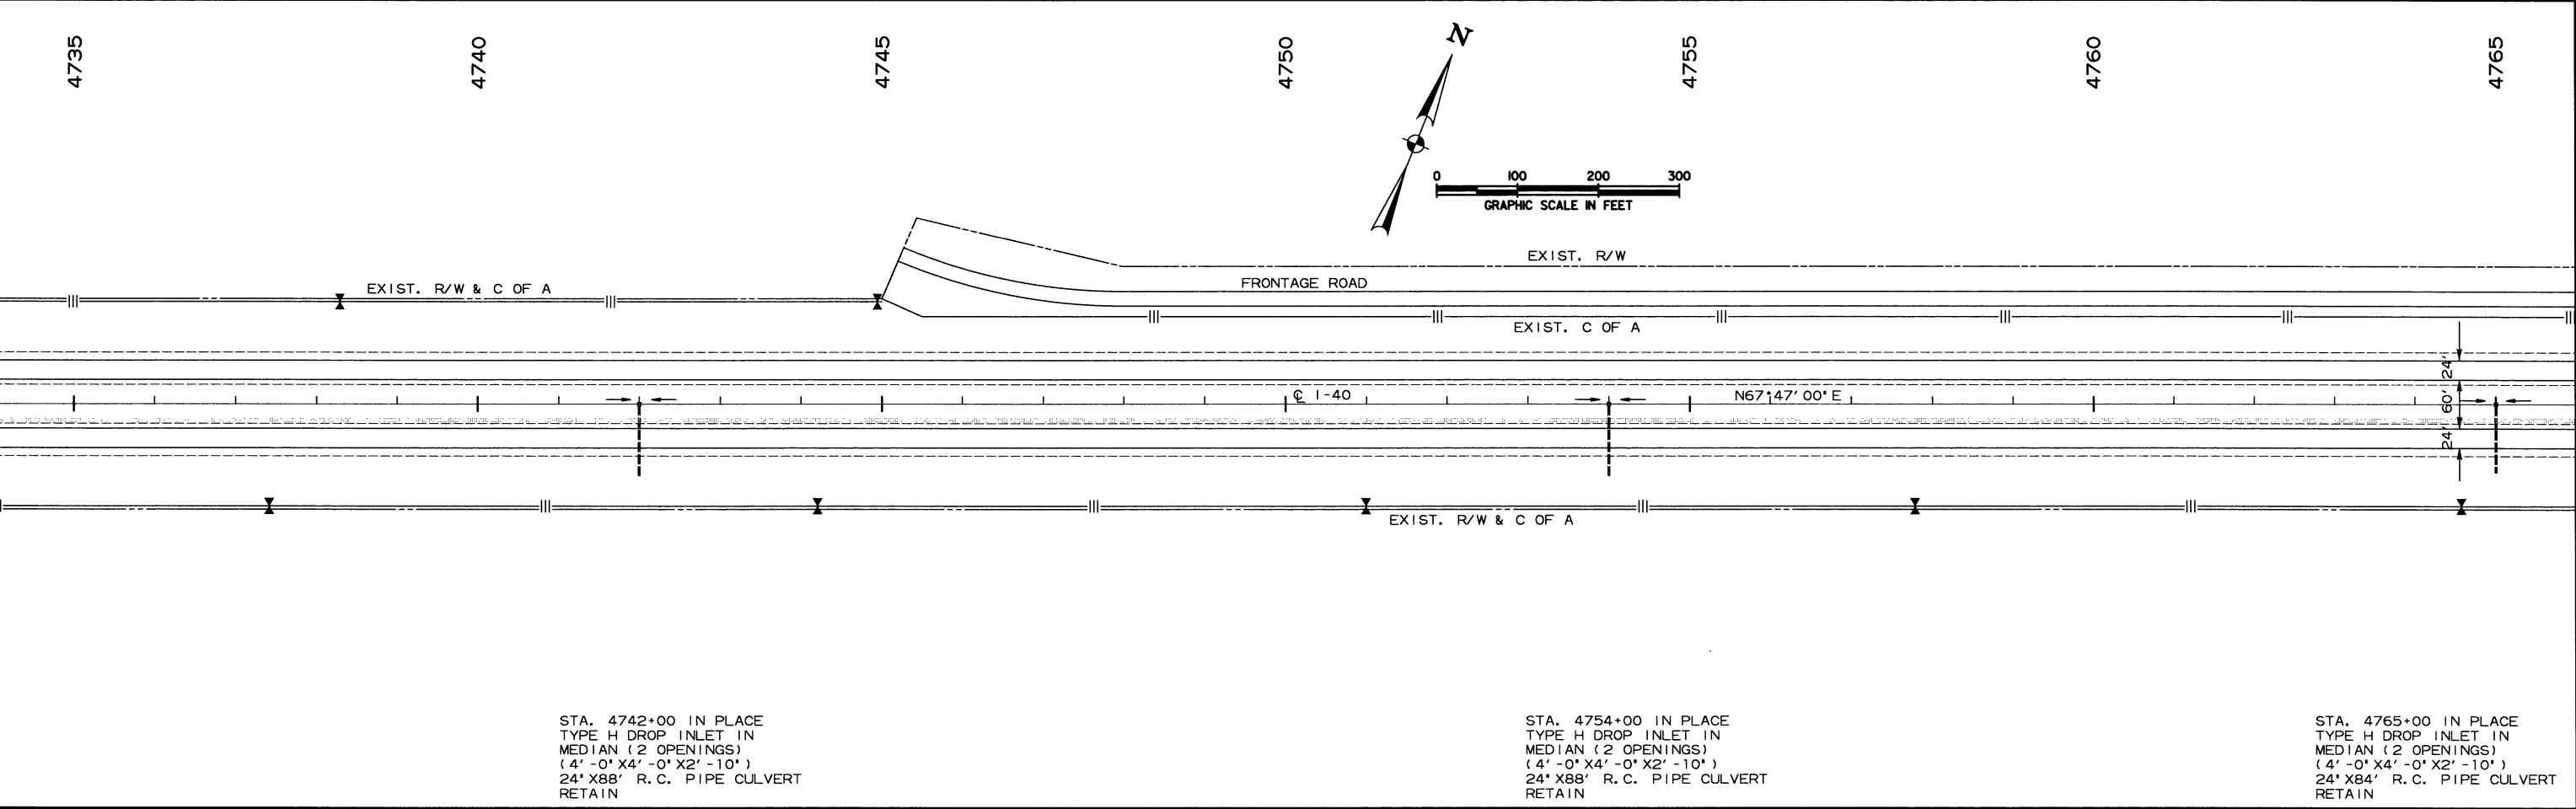 4735
4740
4745
4750
4755
4760
4765
N
0 100 200 300
GRAPHIC SCALE IN FEET
EXIST. R/W
EXIST. R/W & C OF A
FRONTAGE ROAD
EXIST. C OF A
24'
℄ I-40
N67°47'00"E
60'
24'
EXIST. R/W & C OF A
STA. 4742+00 IN PLACE
TYPE H DROP INLET IN
MEDIAN (2 OPENINGS)
(4'-0"X4'-0"X2'-10")
24"X88' R.C. PIPE CULVERT
RETAIN
STA. 4754+00 IN PLACE
TYPE H DROP INLET IN
MEDIAN (2 OPENINGS)
(4'-0"X4'-0"X2'-10")
24"X88' R.C. PIPE CULVERT
RETAIN
STA. 4765+00 IN PLACE
TYPE H DROP INLET IN
MEDIAN (2 OPENINGS)
(4'-0"X4'-0"X2'-10")
24"X84' R.C. PIPE CULVERT
RETAIN